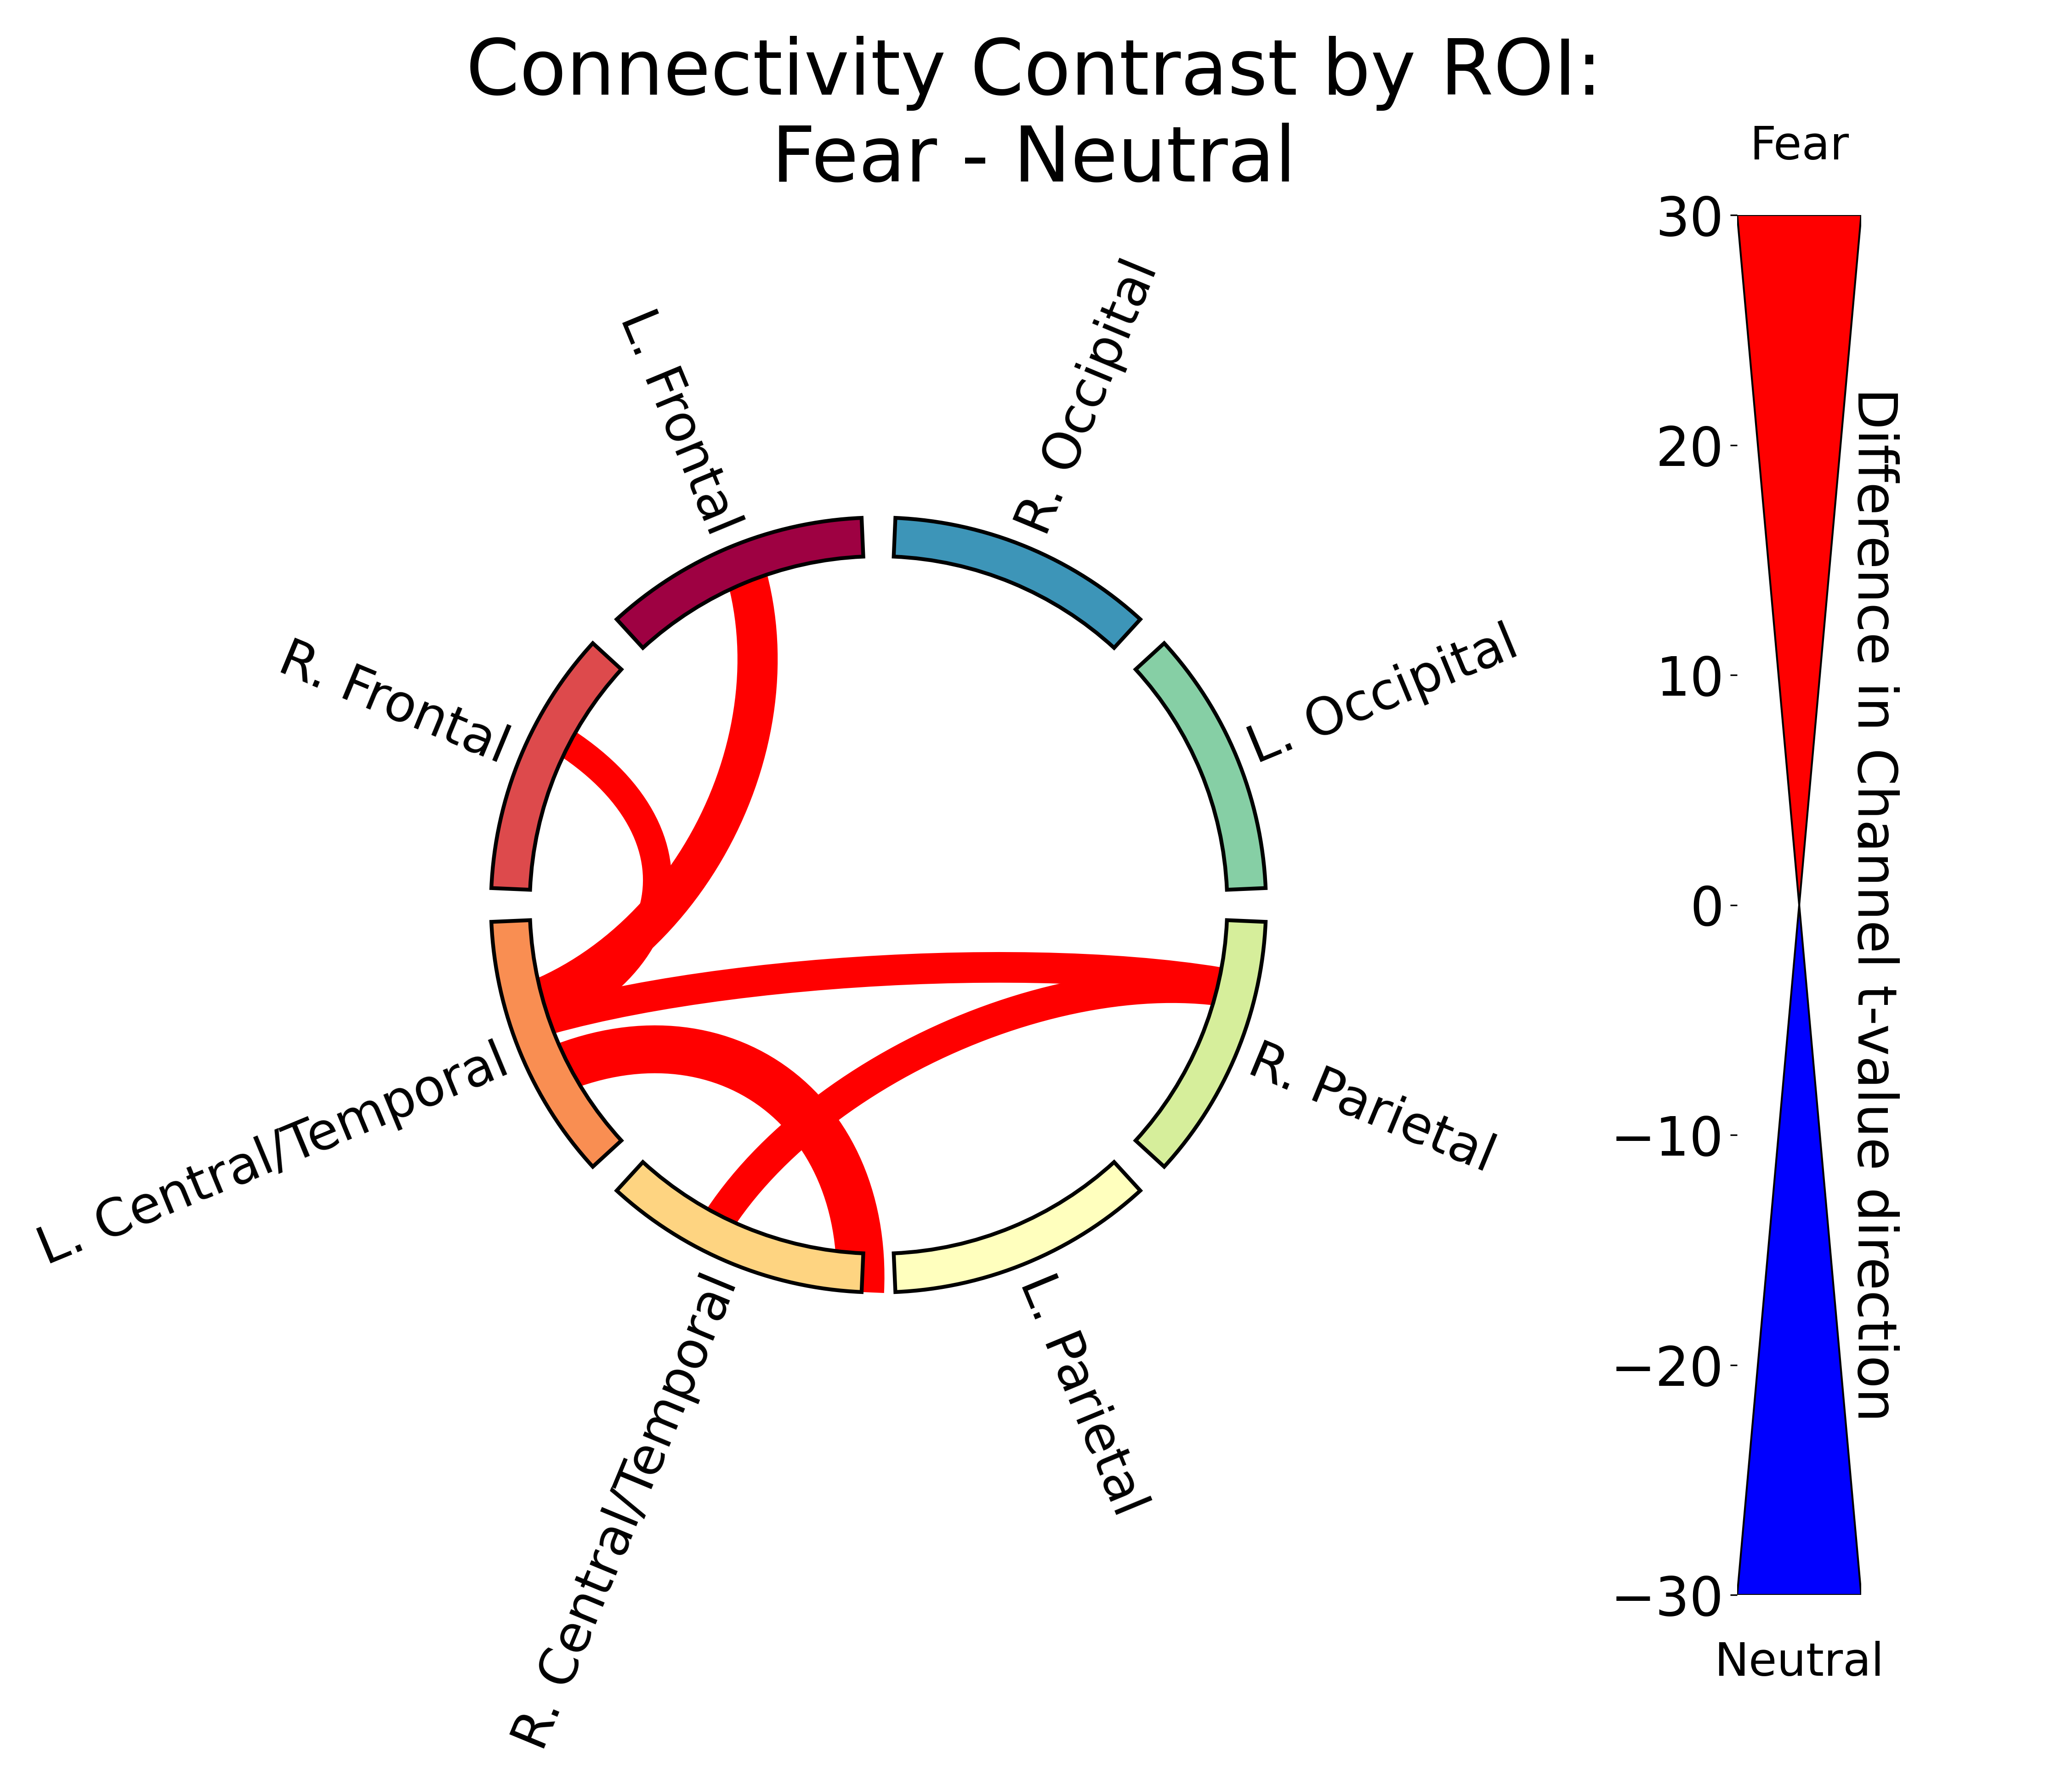 Connectivity Contrast by ROI:
Fear - Neutral
Fear
30
20
10
0
−10
−20
−30
Neutral
Difference in Channel t-value direction
L. Frontal
R. Occipital
R. Frontal
L. Occipital
L. Central/Temporal
R. Parietal
R. Central/Temporal
L. Parietal